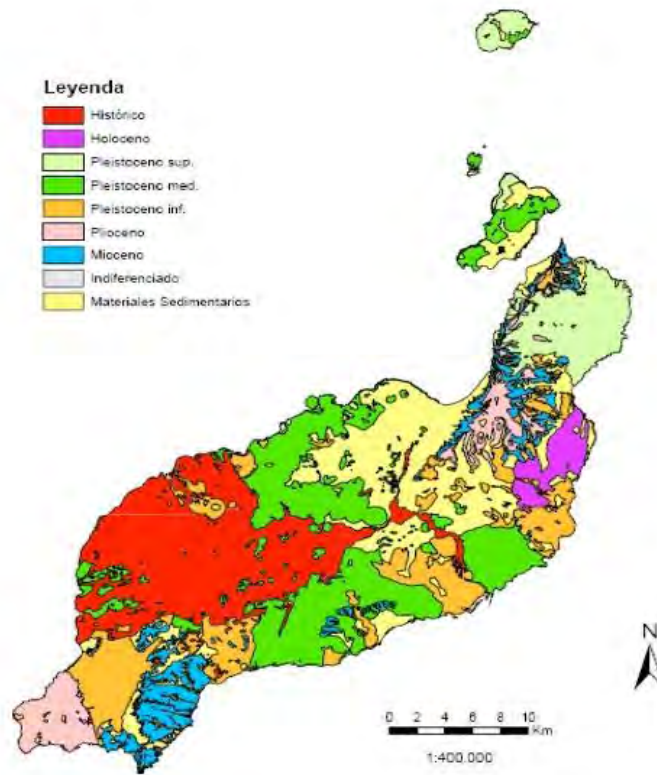 Leyenda
Histórico
Holoceno
Pleistoceno sup.
Pleistoceno med.
Pleistoceno inf.
Plioceno
Mioceno
Indiferenciado
Materiales Sedimentarios
N
0 2 4 6 8 10
Km
1:400.000